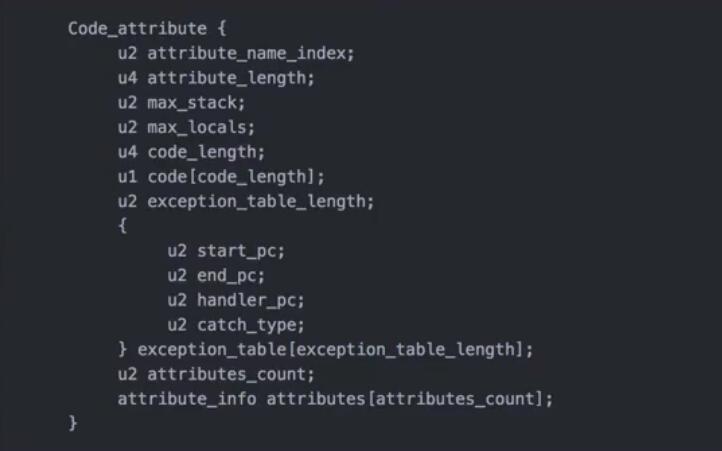 Code_attribute {
u2 attribute_name_index;
u4 attribute_length;
u2 max_stack;
u2 max_locals;
u4 code_length;
u1 code[code_length];
u2 exception_table_length;
{
u2 start_pc;
u2 end_pc;
u2 handler_pc;
u2 catch_type;
} exception_table[exception_table_length];
u2 attributes_count;
attribute_info attributes[attributes_count];
}